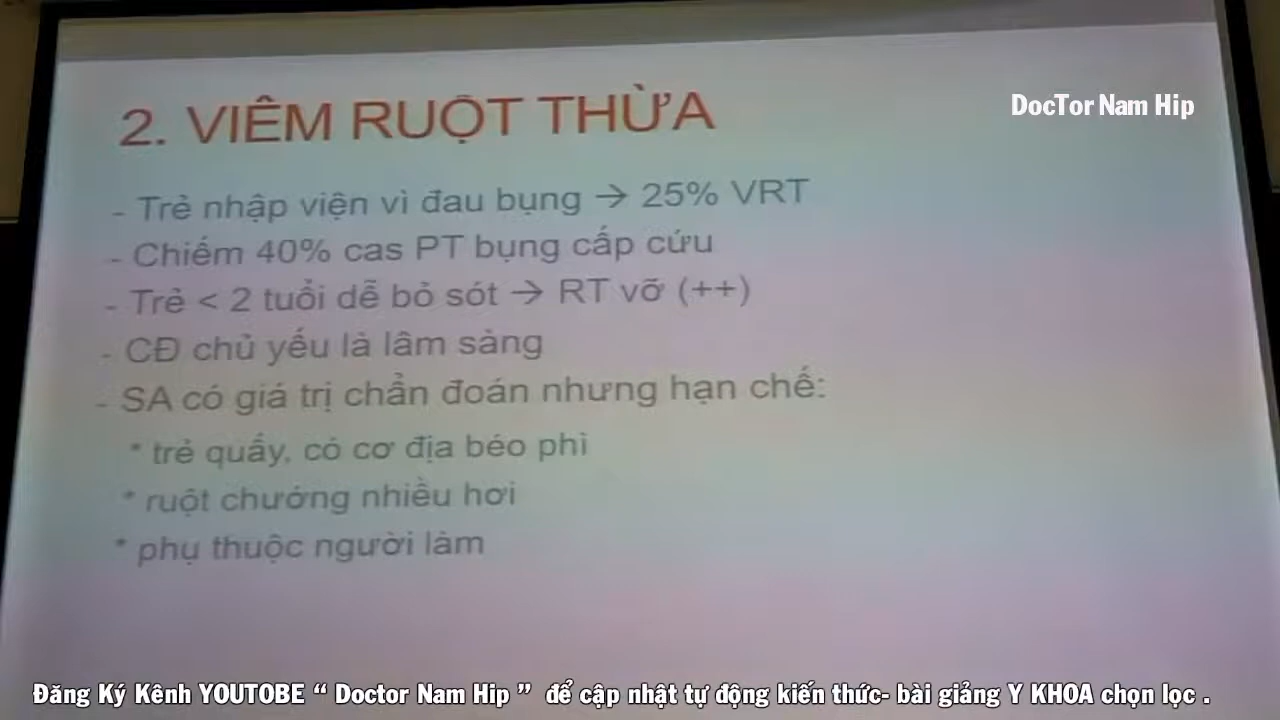 2. VIÊM RUỘT THỪA
DocTor Nam Hip
- Trẻ nhập viện vì đau bụng → 25% VRT
- Chiếm 40% cas PT bụng cấp cứu
- Trẻ < 2 tuổi dễ bỏ sót → RT vỡ (++)
- CĐ chủ yếu là lâm sàng
- SA có giá trị chẩn đoán nhưng hạn chế:
* trẻ quấy, có cơ địa béo phì
* ruột chướng nhiều hơi
* phụ thuộc người làm
Đăng Ký Kênh YOUTOBE “ Doctor Nam Hip ” để cập nhật tự động kiến thức- bài giảng Y KHOA chọn lọc .